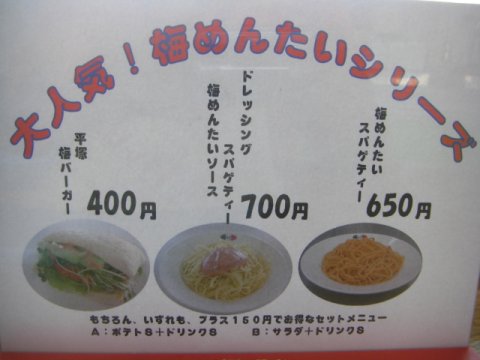 大人気！梅めんたいシリーズ
平塚
梅バーガー
400円
ドレッシング
スパゲティー
梅めんたいソース
700円
梅めんたい
スパゲティー
650円
もちろん、いずれも、プラス150円でお得なセットメニュー
A：ポテトS＋ドリンクS　　B：サラダ＋ドリンクS